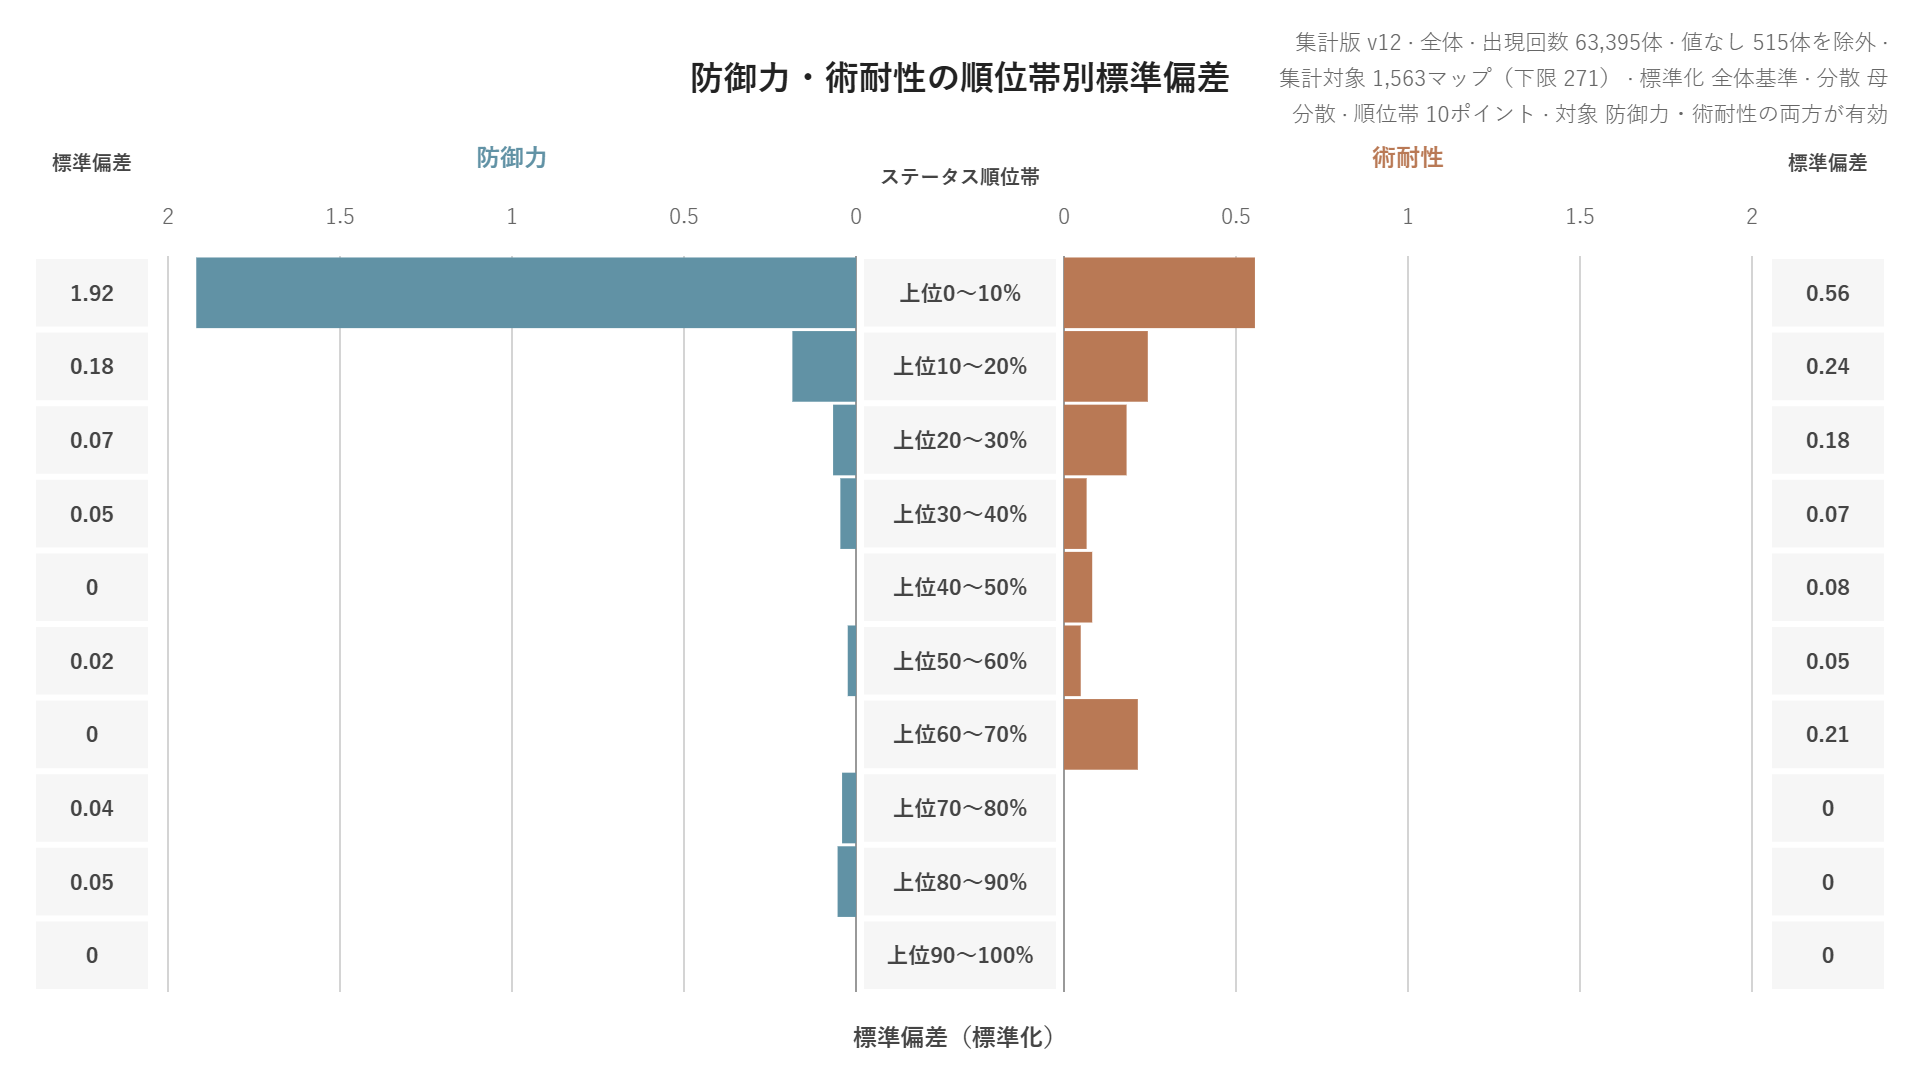 防御力・術耐性の順位帯別標準偏差
集計版 v12 · 全体 · 出現回数 63,395体 · 値なし 515体を除外 ·
集計対象 1,563マップ（下限 271） · 標準化 全体基準 · 分散 母
分散 · 順位帯 10ポイント · 対象 防御力・術耐性の両方が有効
標準偏差 防御力 ステータス順位帯 術耐性 標準偏差
2 1.5 1 0.5 0 0 0.5 1 1.5 2
1.92 上位0〜10% 0.56
0.18 上位10〜20% 0.24
0.07 上位20〜30% 0.18
0.05 上位30〜40% 0.07
0 上位40〜50% 0.08
0.02 上位50〜60% 0.05
0 上位60〜70% 0.21
0.04 上位70〜80% 0
0.05 上位80〜90% 0
0 上位90〜100% 0
標準偏差（標準化）